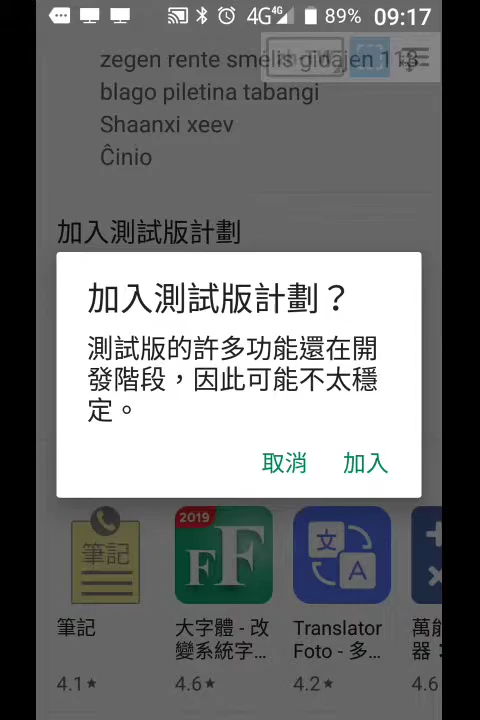 4G 4G 89% 09:17
zegen rente smélis gidajen 113
blago piletina tabangi
Shaanxi xeev
Ĉinio
加入測試版計劃
加入測試版計劃？
測試版的許多功能還在開
發階段，因此可能不太穩
定。
取消 加入
筆記 2019 FF 文 A
筆記 大字體 - 改 Translator 萬能
變系統字... Foto - 多... 器：
4.1★ 4.6★ 4.2★ 4.6